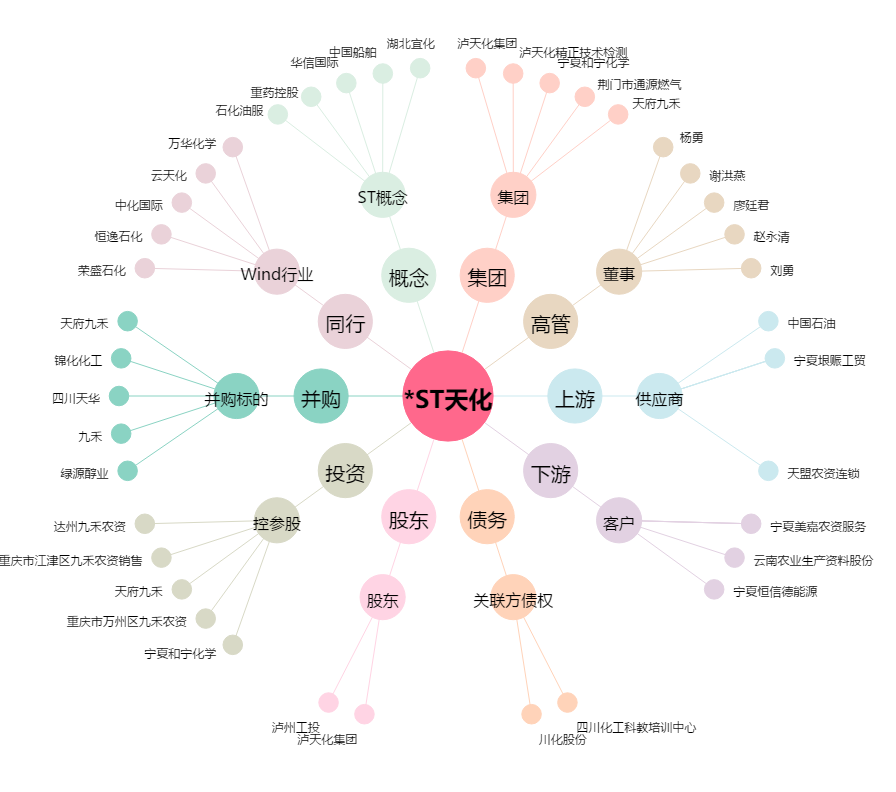 湖北宜化
泸天化集团
中国船舶
泸天化精正技术检测
华信国际
宁夏和宁化学
重药控股
荆门市通源燃气
石化油服
天府九禾
万华化学
杨勇
云天化
谢洪燕
ST概念
集团
中化国际
廖廷君
恒逸石化
赵永清
荣盛石化
刘勇
Wind行业
董事
概念
集团
同行
高管
天府九禾
中国石油
锦化化工
宁夏垠赈工贸
四川天华
并购标的
并购
*ST天化
上游
供应商
九禾
绿源醇业
天盟农资连锁
投资
下游
达州九禾农资
控参股
股东
债务
客户
宁夏美嘉农资服务
重庆市江津区九禾农资销售
云南农业生产资料股份
天府九禾
宁夏恒信德能源
股东
关联方债权
重庆市万州区九禾农资
宁夏和宁化学
泸州工投
四川化工科教培训中心
泸天化集团
川化股份